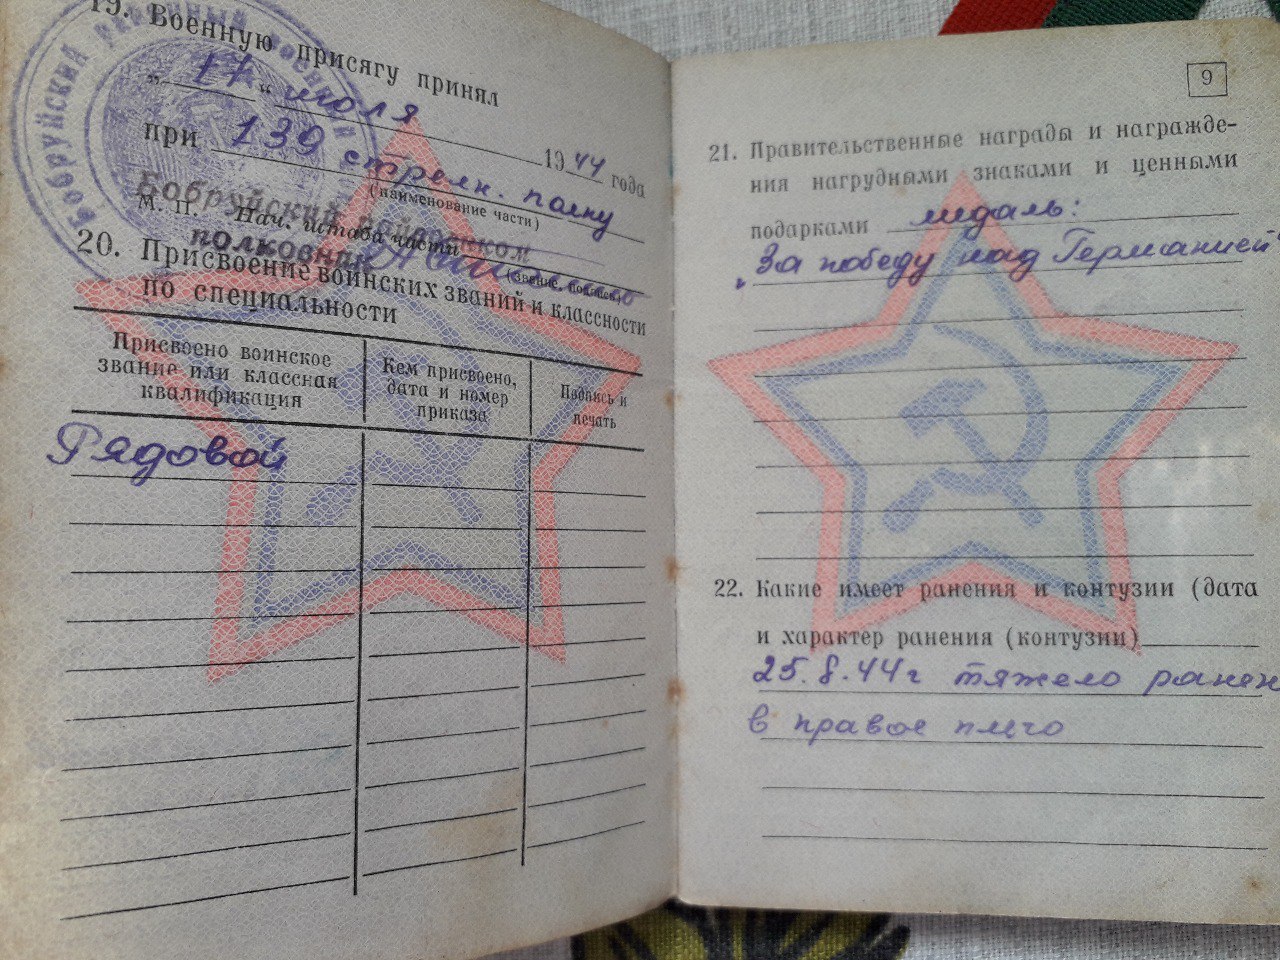 19. Военную присягу принял
„ 11 “ июля 1944 года
при 139 стрелк. полку
(наименование части)
Бобруйский Райвоенком
М. П. Нач. штаба части
полковник
(звание, подпись)
20. Присвоение воинских званий и классности
по специальности
Присвоено воинское
звание или классная
квалификация
Кем присвоено,
дата и номер
приказа
Подпись и
печать
Рядовой
9
21. Правительственные награды и награжде-
ния нагрудными знаками и ценными
подарками медаль:
„За победу над Германией“
22. Какие имеет ранения и контузии (дата
и характер ранения (контузии)
25.8.44г тяжело ранен
в правое плечо